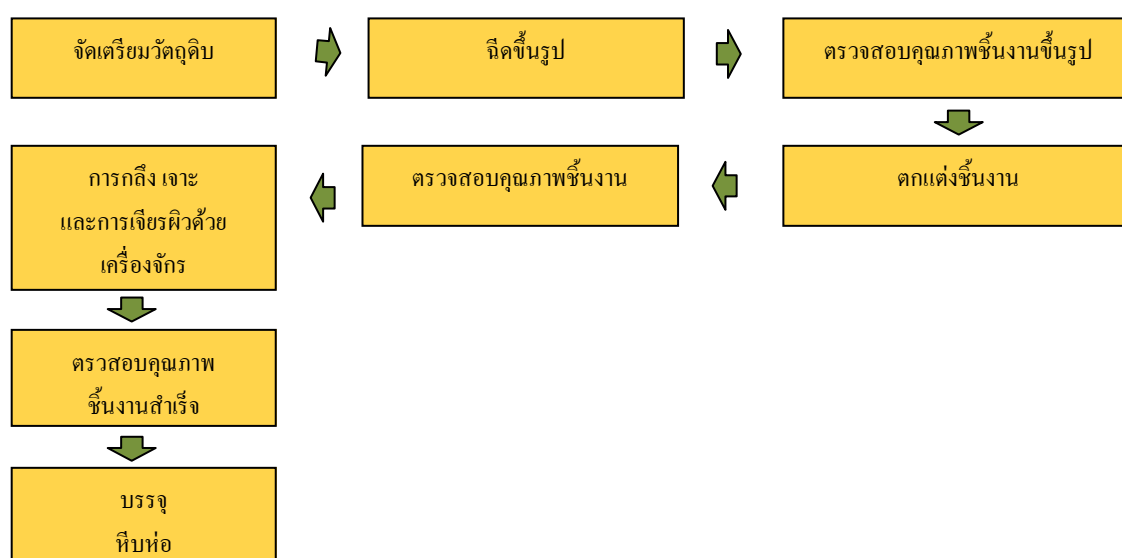 จัดเตรียมวัตถุดิบ
ฉีดขึ้นรูป
ตรวจสอบคุณภาพชิ้นงานขึ้นรูป
ตกแต่งชิ้นงาน
ตรวจสอบคุณภาพชิ้นงาน
การกลึง เจาะ
และการเจียรผิวด้วย
เครื่องจักร
ตรวสอบคุณภาพ
ชิ้นงานสำเร็จ
บรรจุ
หีบห่อ